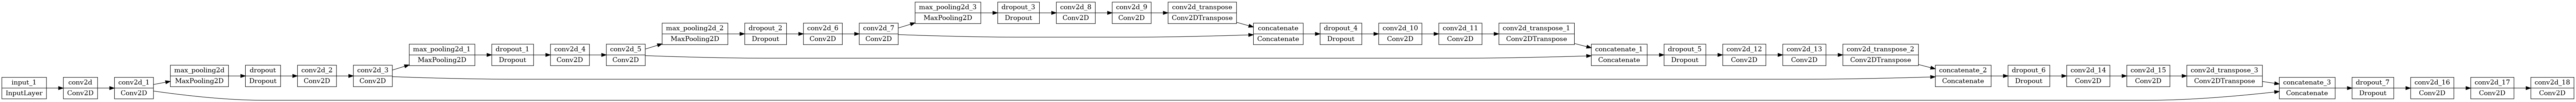 input_1
InputLayer
conv2d
Conv2D
conv2d_1
Conv2D
max_pooling2d
MaxPooling2D
dropout
Dropout
conv2d_2
Conv2D
conv2d_3
Conv2D
max_pooling2d_1
MaxPooling2D
dropout_1
Dropout
conv2d_4
Conv2D
conv2d_5
Conv2D
max_pooling2d_2
MaxPooling2D
dropout_2
Dropout
conv2d_6
Conv2D
conv2d_7
Conv2D
max_pooling2d_3
MaxPooling2D
dropout_3
Dropout
conv2d_8
Conv2D
conv2d_9
Conv2D
conv2d_transpose
Conv2DTranspose
concatenate
Concatenate
dropout_4
Dropout
conv2d_10
Conv2D
conv2d_11
Conv2D
conv2d_transpose_1
Conv2DTranspose
concatenate_1
Concatenate
dropout_5
Dropout
conv2d_12
Conv2D
conv2d_13
Conv2D
conv2d_transpose_2
Conv2DTranspose
concatenate_2
Concatenate
dropout_6
Dropout
conv2d_14
Conv2D
conv2d_15
Conv2D
conv2d_transpose_3
Conv2DTranspose
concatenate_3
Concatenate
dropout_7
Dropout
conv2d_16
Conv2D
conv2d_17
Conv2D
conv2d_18
Conv2D